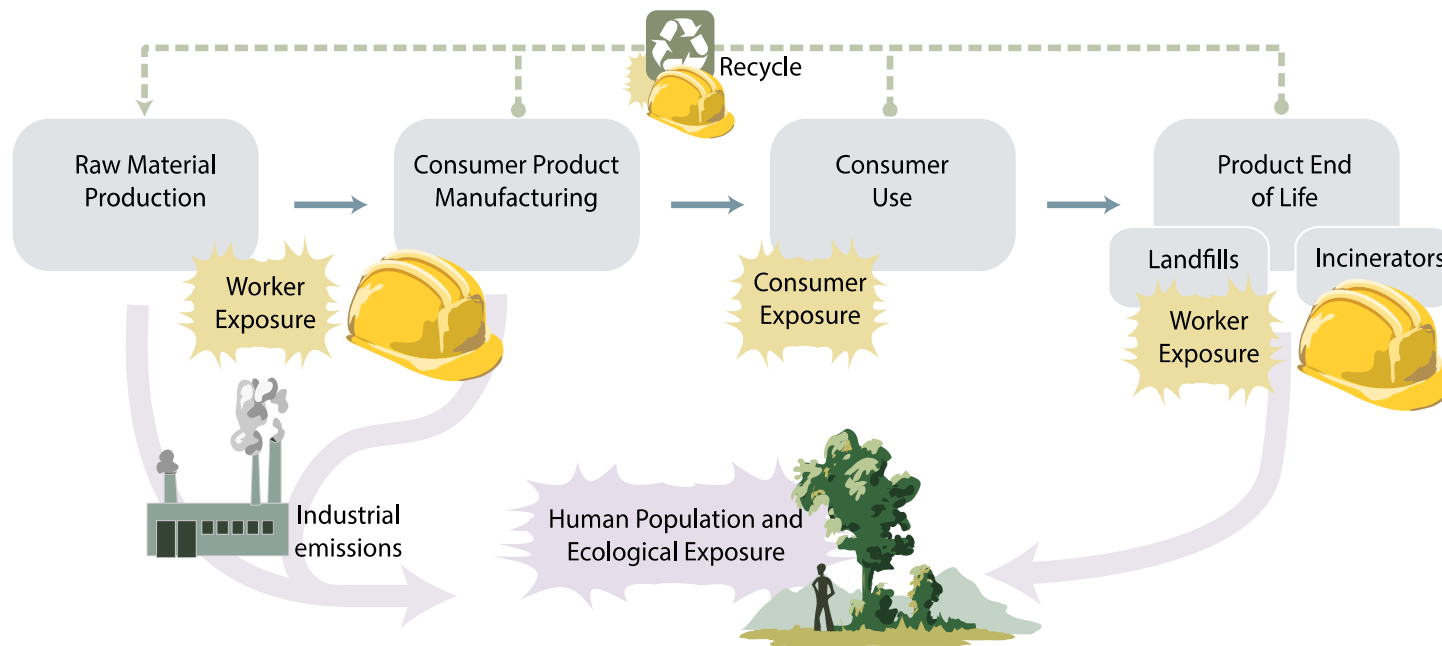 Recycle
Raw Material
Production
Consumer Product
Manufacturing
Consumer
Use
Product End
of Life
Landfills
Incinerators
Worker
Exposure
Consumer
Exposure
Worker
Exposure
Industrial
emissions
Human Population and
Ecological Exposure